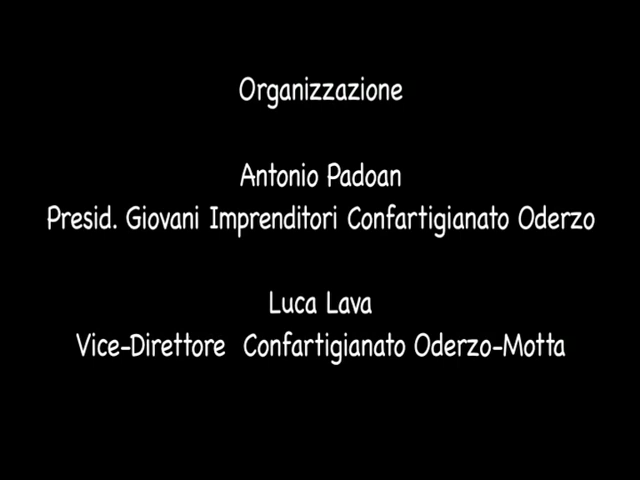 Organizzazione
Antonio Padoan
Presid. Giovani Imprenditori Confartigianato Oderzo
Luca Lava
Vice-Direttore Confartigianato Oderzo-Motta